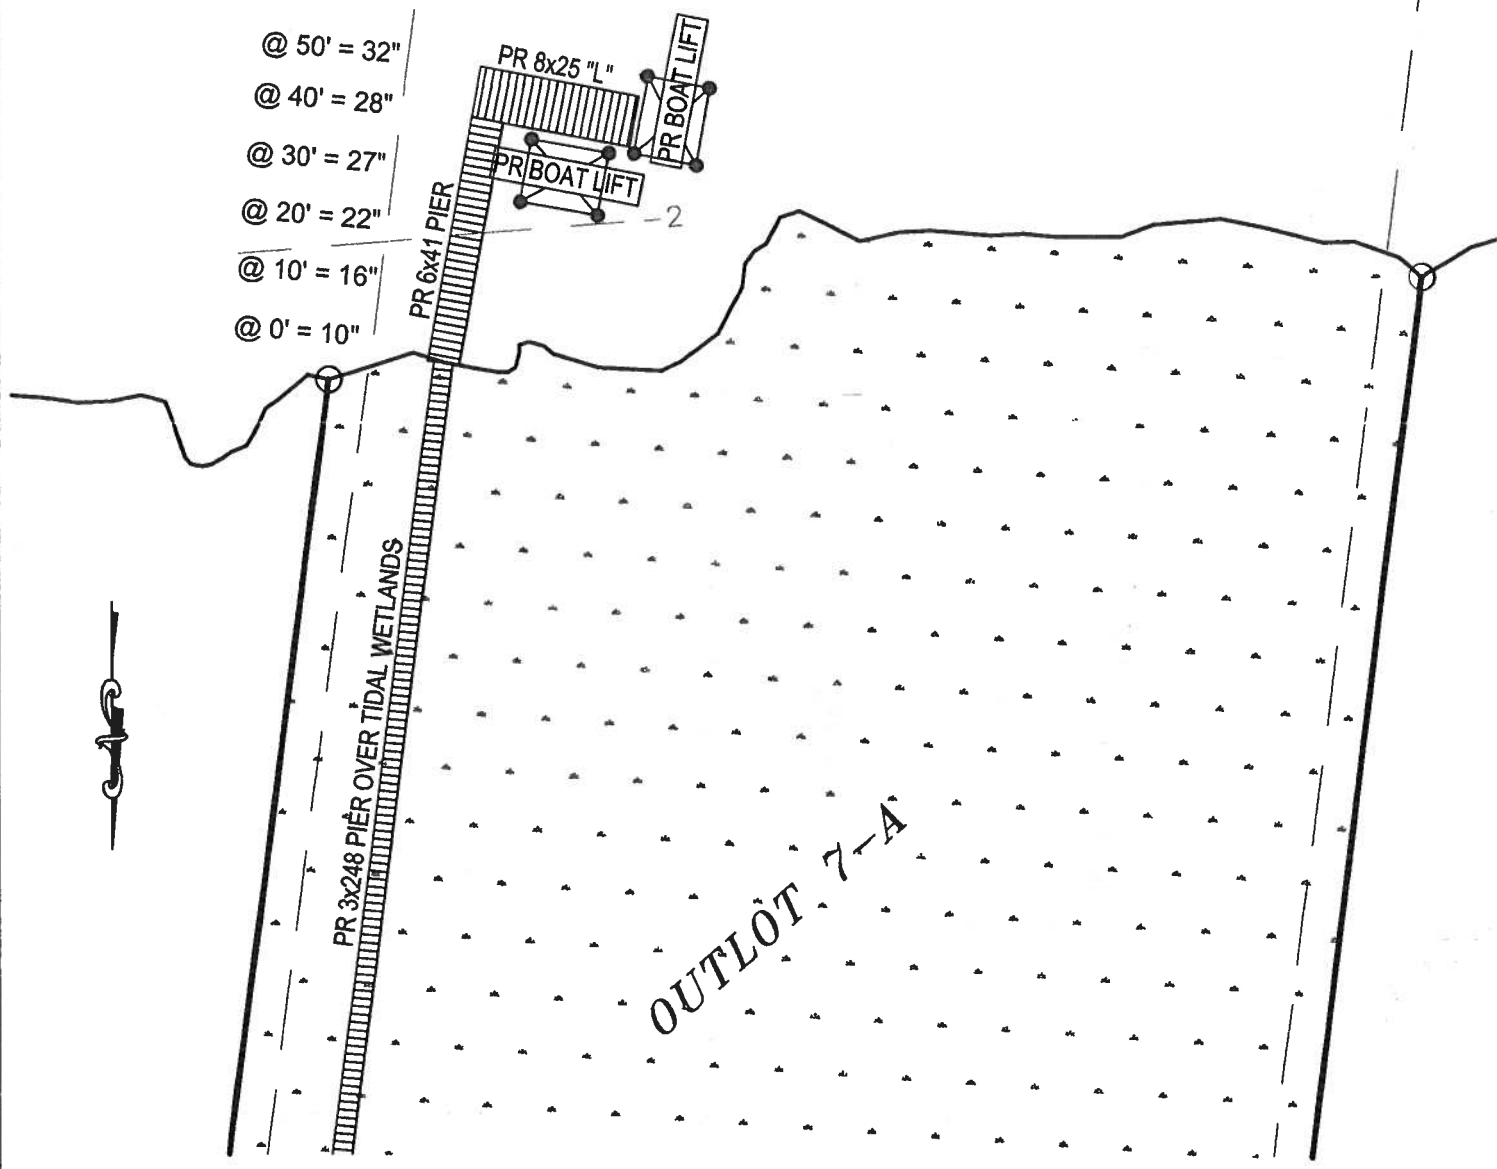 @ 50' = 32"
@ 40' = 28"
@ 30' = 27"
@ 20' = 22"
@ 10' = 16"
@ 0' = 10"
PR 8x25 "L"
PR BOAT LIFT
PR BOAT LIFT
-2
PR 6x41 PIER
PR 3x248 PIER OVER TIDAL WETLANDS
OUTLOT 7-A